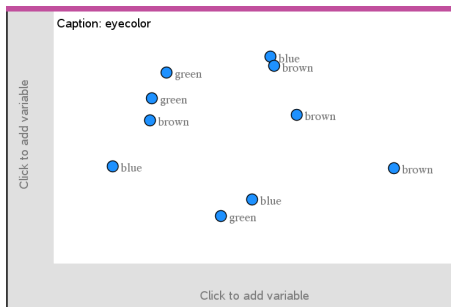 Caption: eyecolor
blue
brown
green
green
brown
brown
blue
brown
blue
green
Click to add variable
Click to add variable